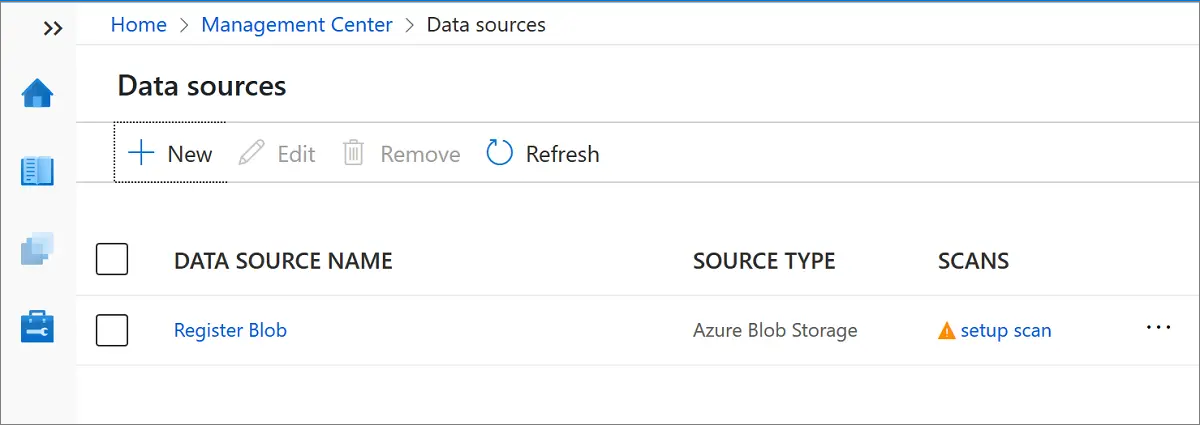 Home > Management Center > Data sources
Data sources
New Edit Remove Refresh
DATA SOURCE NAME SOURCE TYPE SCANS
Register Blob Azure Blob Storage setup scan ...